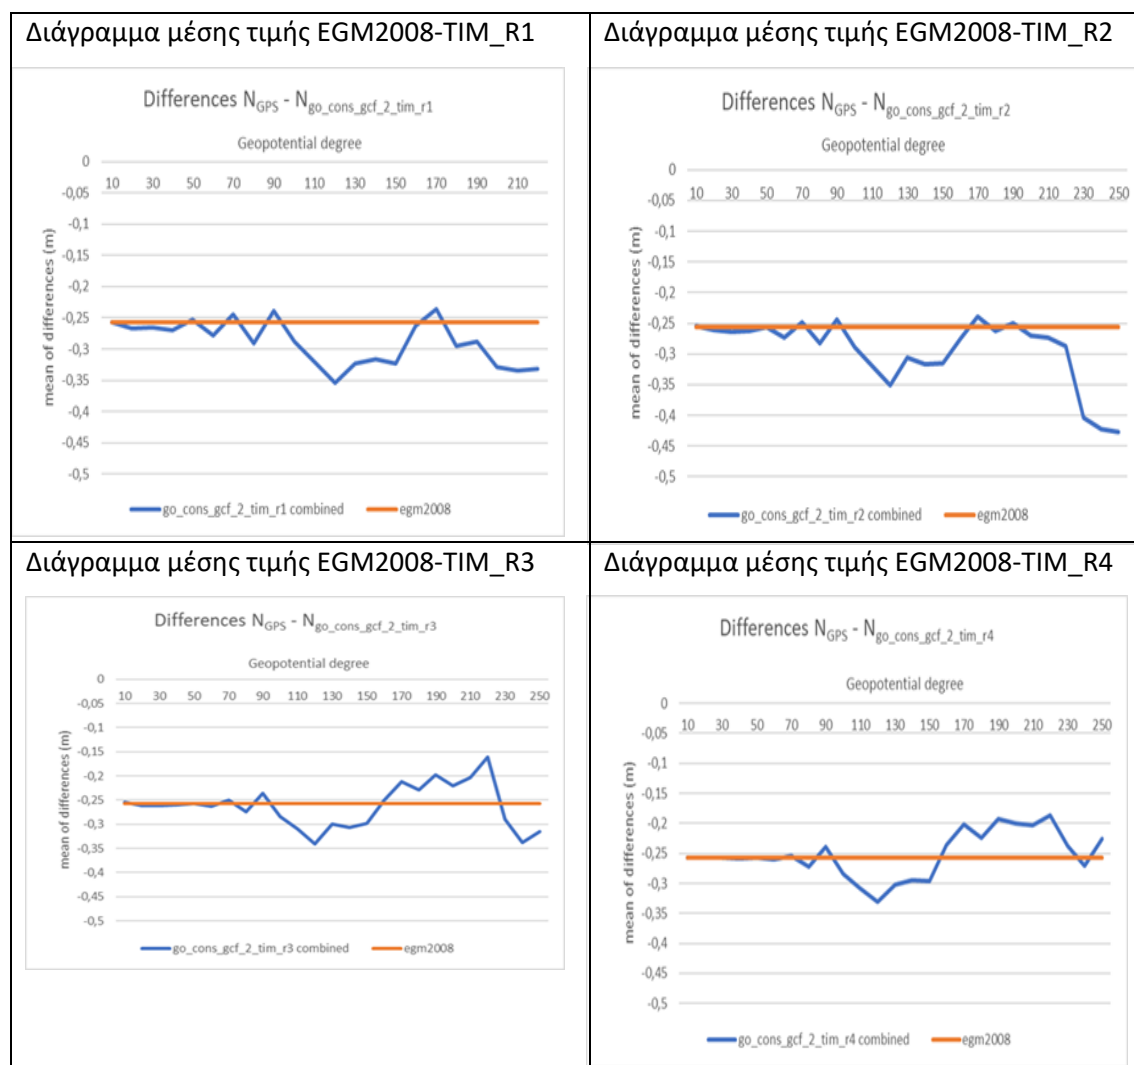 Διάγραμμα μέσης τιμής EGM2008-TIM_R1
Differences NGPS - Ngo_cons_gcf_2_tim_r1
Geopotential degree
0
10 30 50 70 90 110 130 150 170 190 210
-0,05
-0,1
-0,15
-0,2
-0,25
-0,3
-0,35
-0,4
-0,45
-0,5
mean of differences (m)
go_cons_gcf_2_tim_r1 combined egm2008
Διάγραμμα μέσης τιμής EGM2008-TIM_R2
Differences NGPS - Ngo_cons_gcf_2_tim_r2
Geopotential degree
0
10 30 50 70 90 110 130 150 170 190 210 230 250
-0,05
-0,1
-0,15
-0,2
-0,25
-0,3
-0,35
-0,4
-0,45
-0,5
mean of differences (m)
go_cons_gcf_2_tim_r2 combined egm2008
Διάγραμμα μέσης τιμής EGM2008-TIM_R3
Differences NGPS - Ngo_cons_gcf_2_tim_r3
Geopotential degree
0
10 30 50 70 90 110 130 150 170 190 210 230 250
-0,05
-0,1
-0,15
-0,2
-0,25
-0,3
-0,35
-0,4
-0,45
-0,5
mean of differences (m)
go_cons_gcf_2_tim_r3 combined egm2008
Διάγραμμα μέσης τιμής EGM2008-TIM_R4
Differences NGPS - Ngo_cons_gcf_2_tim_r4
Geopotential degree
0
10 30 50 70 90 110 130 150 170 190 210 230 250
-0,05
-0,1
-0,15
-0,2
-0,25
-0,3
-0,35
-0,4
-0,45
-0,5
mean of differences (m)
go_cons_gcf_2_tim_r4 combined egm2008